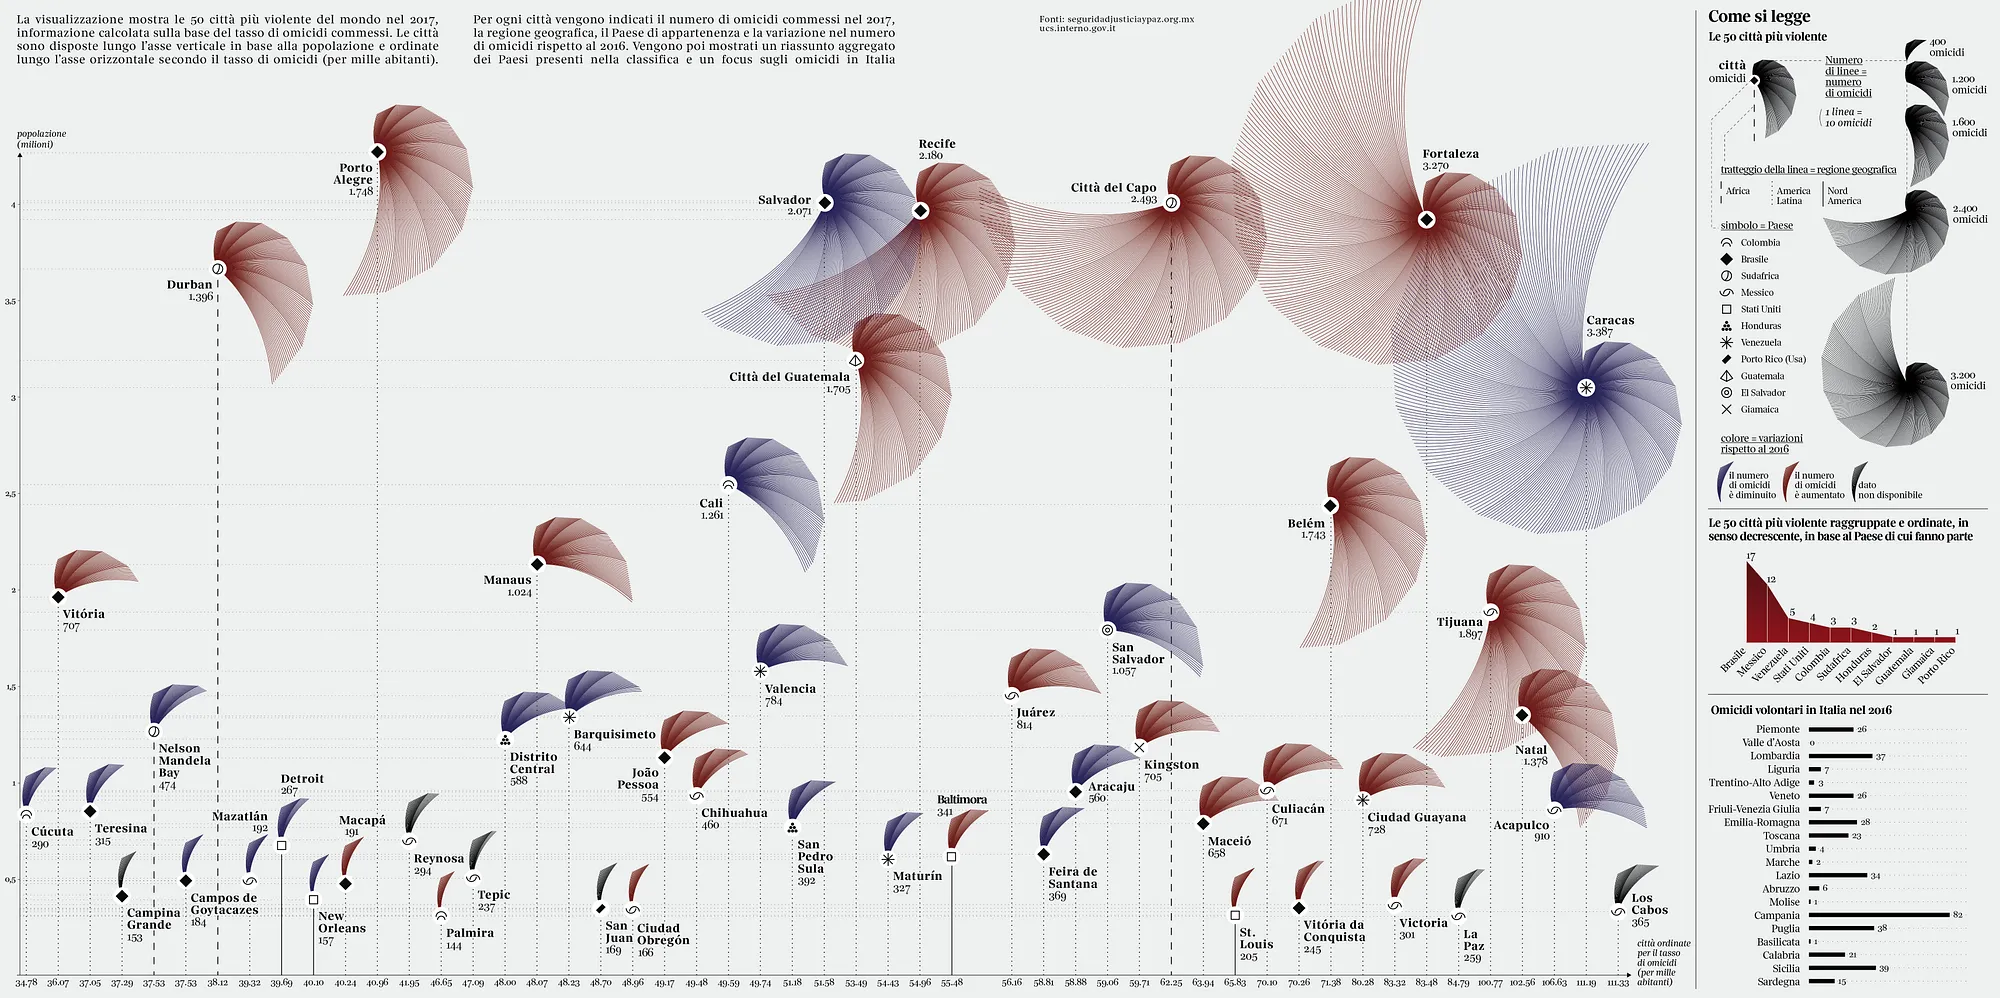 La visualizzazione mostra le 50 città più violente del mondo nel 2017,
informazione calcolata sulla base del tasso di omicidi commessi. Le città
sono disposte lungo l'asse verticale in base alla popolazione e ordinate
lungo l'asse orizzontale secondo il tasso di omicidi (per mille abitanti).
Per ogni città vengono indicati il numero di omicidi commessi nel 2017,
la regione geografica, il Paese di appartenenza e la variazione nel numero
di omicidi rispetto al 2016. Vengono poi mostrati un riassunto aggregato
dei Paesi presenti nella classifica e un focus sugli omicidi in Italia
Fonti: seguridadjusticiaypaz.org.mx
ucs.interno.gov.it
popolazione
(milioni)
4
3,5
3
2,5
2
1,5
1
0,5
Porto
Alegre
1.748
Durban
1.396
Salvador
2.071
Recife
2.180
Città del Capo
2.493
Fortaleza
3.270
Caracas
3.387
Città del Guatemala
1.705
Cali
1.261
Belém
1.743
Manaus
1.024
Vitória
707
San
Salvador
1.057
Tijuana
1.897
Valencia
784
Juárez
814
Natal
1.378
Nelson
Mandela
Bay
474
Distrito
Central
588
Barquisimeto
644
João
Pessoa
554
Kingston
705
Chihuahua
460
Aracaju
560
Culiacán
671
Ciudad Guayana
728
Acapulco
910
Detroit
267
Cúcuta
290
Teresina
315
Mazatlán
192
Macapá
191
Reynosa
294
Baltimora
341
Maceió
658
San
Pedro
Sula
392
Maturín
327
Feira de
Santana
369
Campina
Grande
153
Campos de
Goytacazes
184
New
Orleans
157
Palmira
144
Tepic
237
San
Juan
169
Ciudad
Obregón
166
St.
Louis
205
Vitória da
Conquista
245
Victoria
301
La
Paz
259
Los
Cabos
365
34.78 36.07 37.05 37.29 37.53 37.53 38.12 39.32 39.69 40.10 40.24 40.96 41.95 46.65 47.09 48.00 48.07 48.23 48.70 48.96 49.17 49.48 49.59 49.74 51.18 51.58 53.49 54.43 54.96 55.48 56.16 58.81 58.88 59.06 59.71 62.25 63.94 65.83 70.10 70.26 71.38 80.28 83.32 83.48 84.79 100.77 102.56 106.63 111.19 111.33
città ordinate
per il tasso
di omicidi
(per mille
abitanti)
Come si legge
Le 50 città più violente
città
omicidi
Numero
di linee =
numero
di omicidi
1 linea =
10 omicidi
400
omicidi
1.200
omicidi
1.600
omicidi
2.400
omicidi
3.200
omicidi
tratteggio della linea = regione geografica
Africa
America
Latina
Nord
America
simbolo = Paese
Colombia
Brasile
Sudafrica
Messico
Stati Uniti
Honduras
Venezuela
Porto Rico (Usa)
Guatemala
El Salvador
Giamaica
colore = variazioni
rispetto al 2016
il numero
di omicidi
è diminuito
il numero
di omicidi
è aumentato
dato
non disponibile
Le 50 città più violente raggruppate e ordinate, in
senso decrescente, in base al Paese di cui fanno parte
17
12
5
4
3
3
2
1
1
1
1
Brasile
Messico
Venezuela
Stati Uniti
Colombia
Sudafrica
Honduras
El Salvador
Guatemala
Giamaica
Porto Rico
Omicidi volontari in Italia nel 2016
Piemonte 26
Valle d'Aosta 0
Lombardia 37
Liguria 7
Trentino-Alto Adige 3
Veneto 26
Friuli-Venezia Giulia 7
Emilia-Romagna 28
Toscana 23
Umbria 4
Marche 2
Lazio 34
Abruzzo 6
Molise 1
Campania 82
Puglia 38
Basilicata 1
Calabria 21
Sicilia 39
Sardegna 15